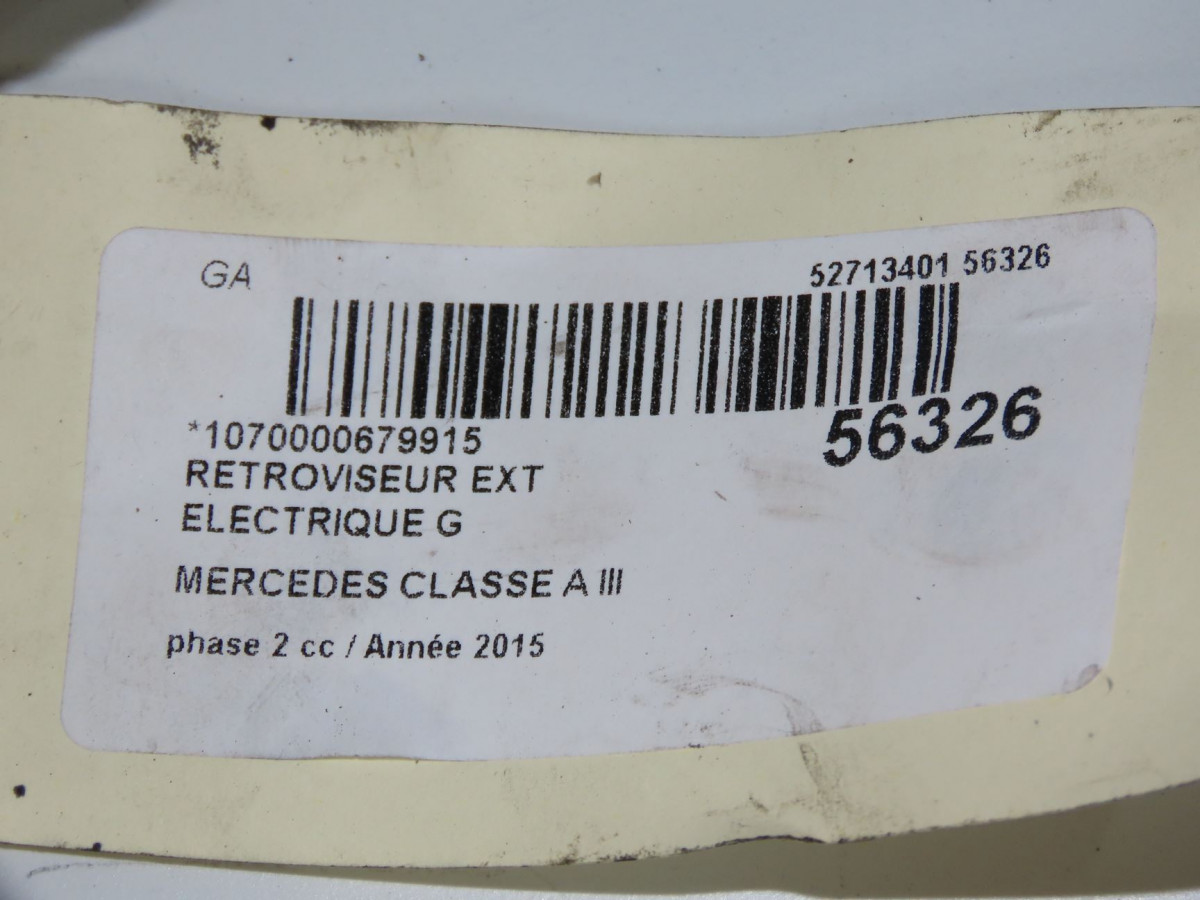 GA
52713401 56326
*1070000679915
56326
RETROVISEUR EXT
ELECTRIQUE G
MERCEDES CLASSE A III
phase 2 cc / Année 2015